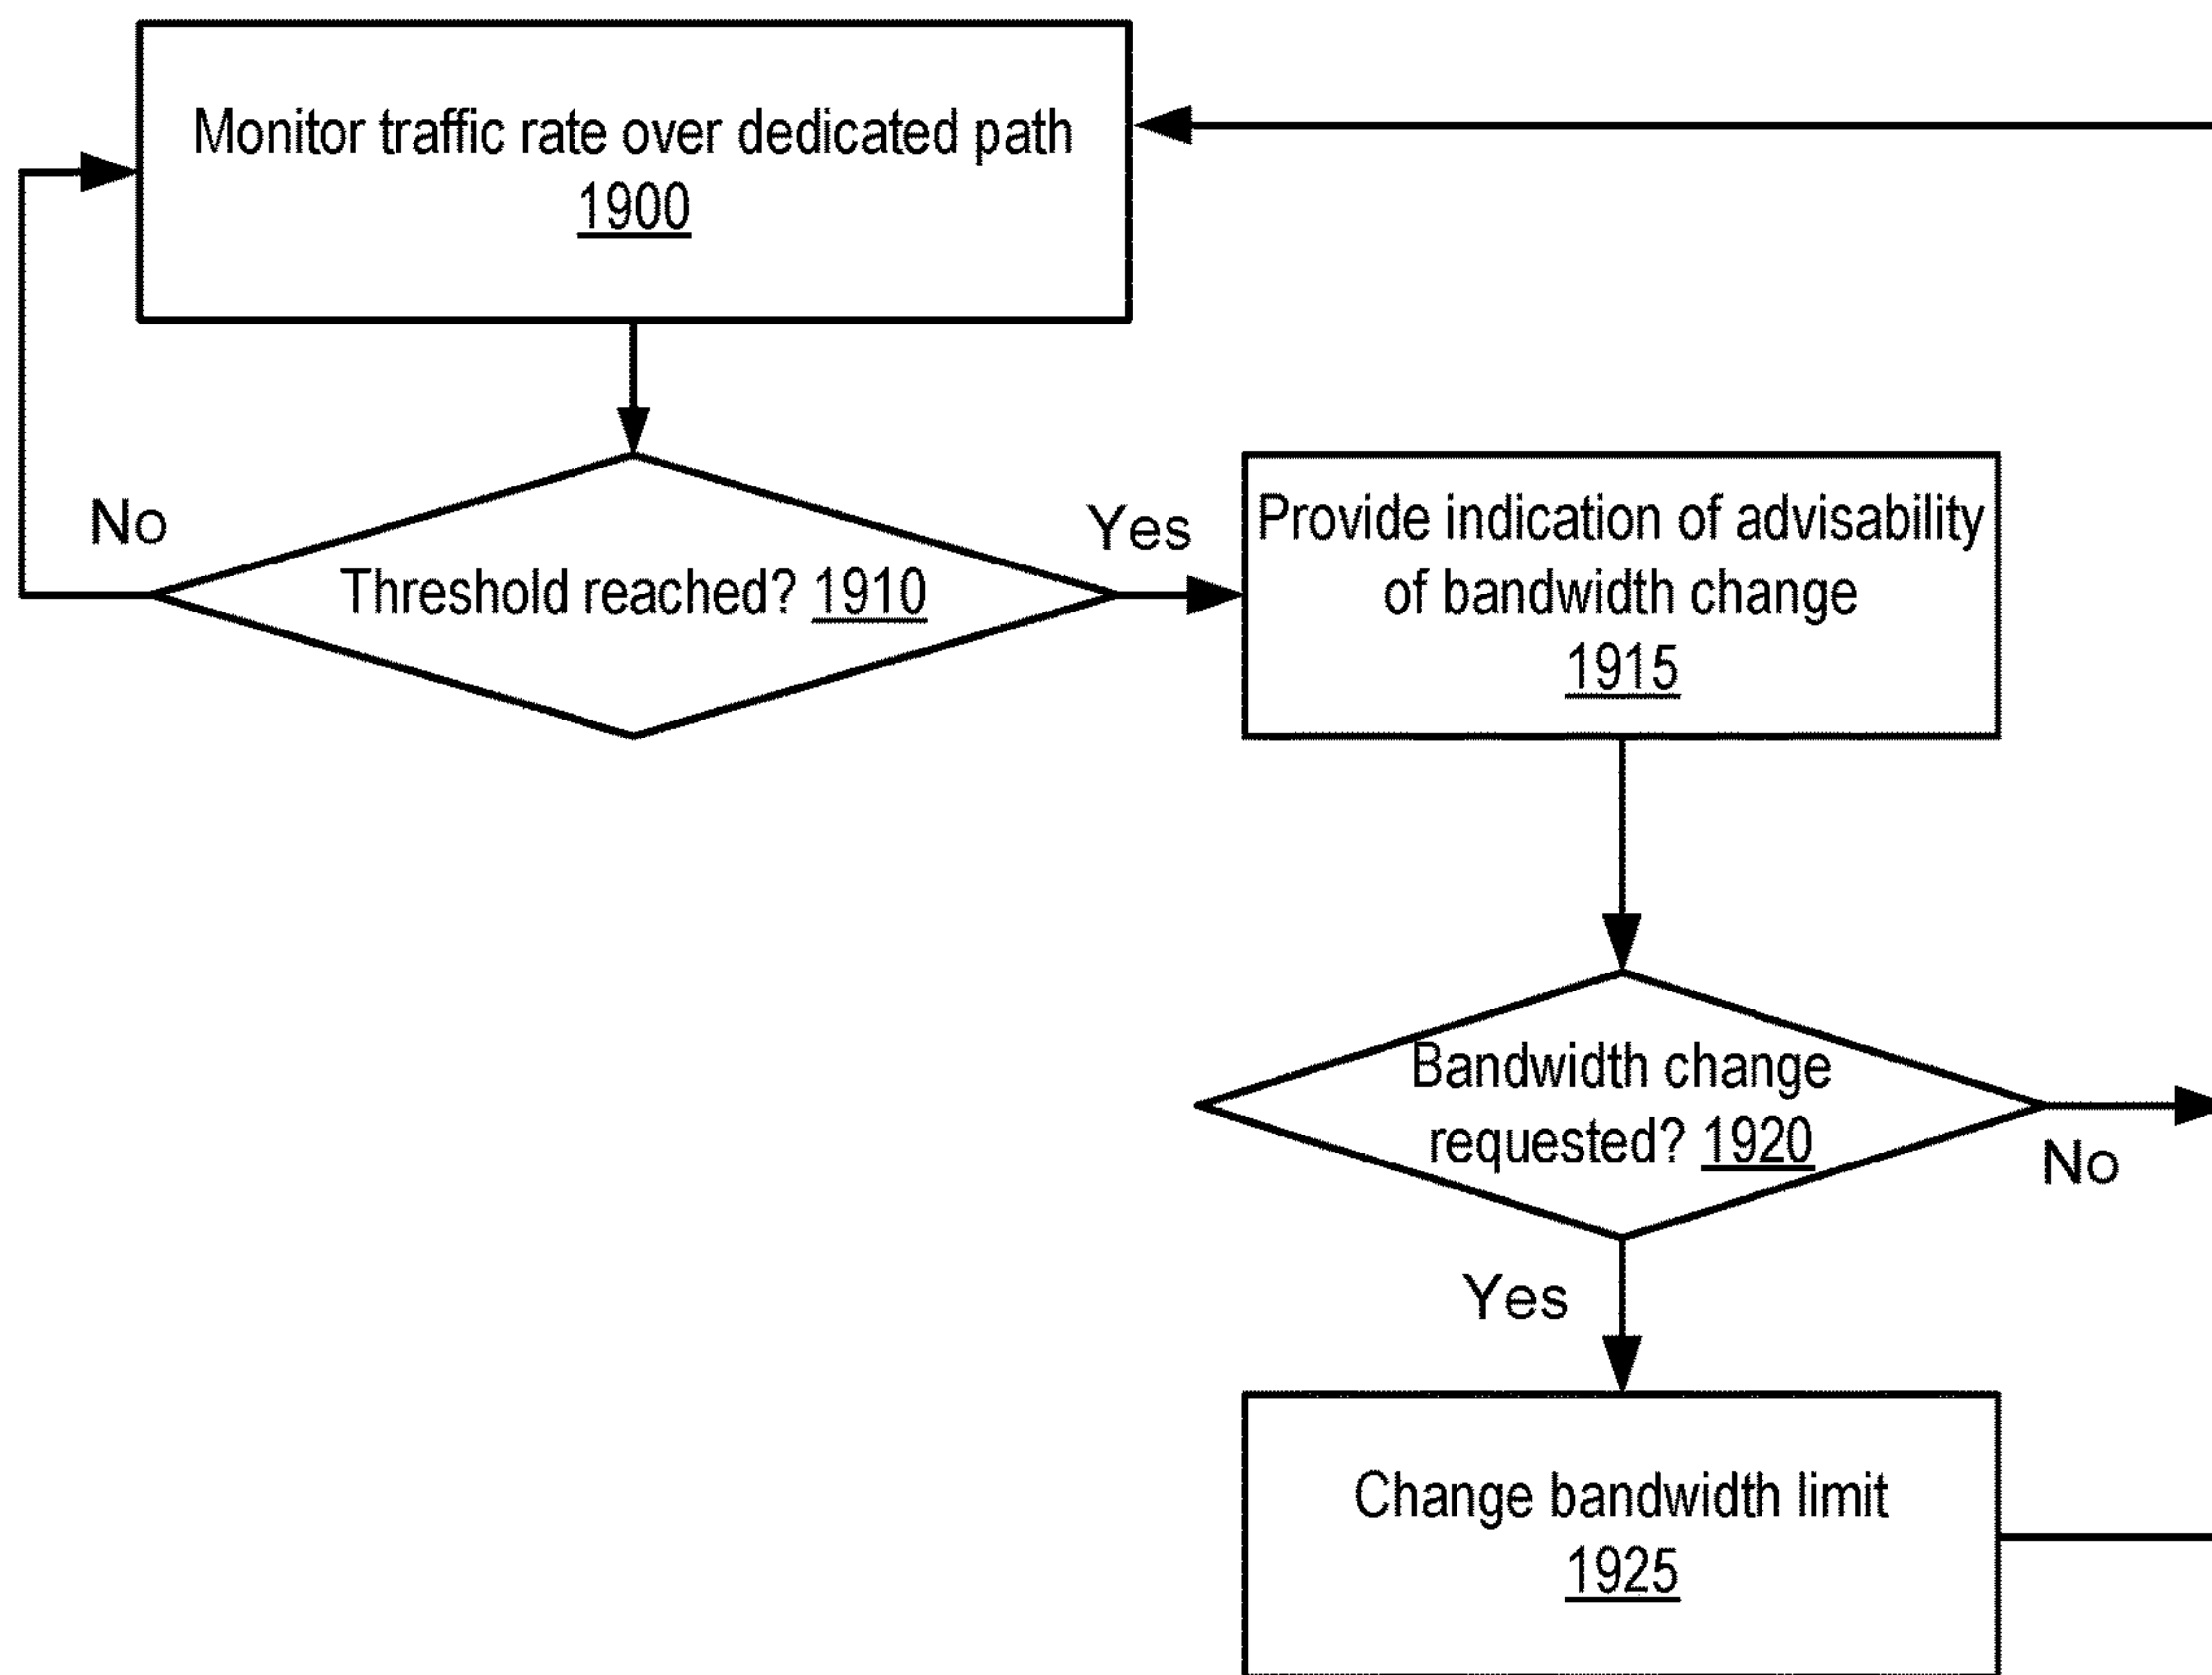 Monitor traffic rate over dedicated path
1900
No
Threshold reached? 1910
Yes
Provide indication of advisability
of bandwidth change
1915
Bandwidth change
requested? 1920
No
Yes
Change bandwidth limit
1925